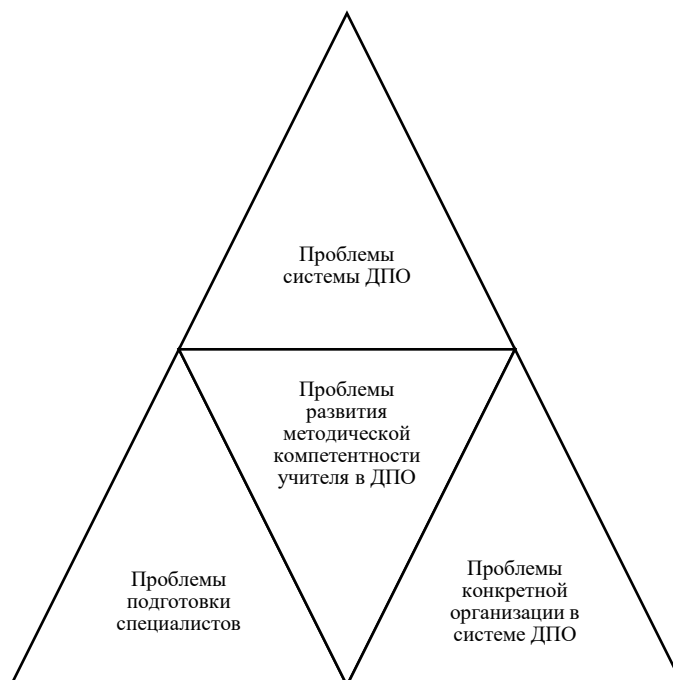 Проблемы
системы ДПО
Проблемы
развития
методической
компетентности
учителя в ДПО
Проблемы
подготовки
специалистов
Проблемы
конкретной
организации в
системе ДПО